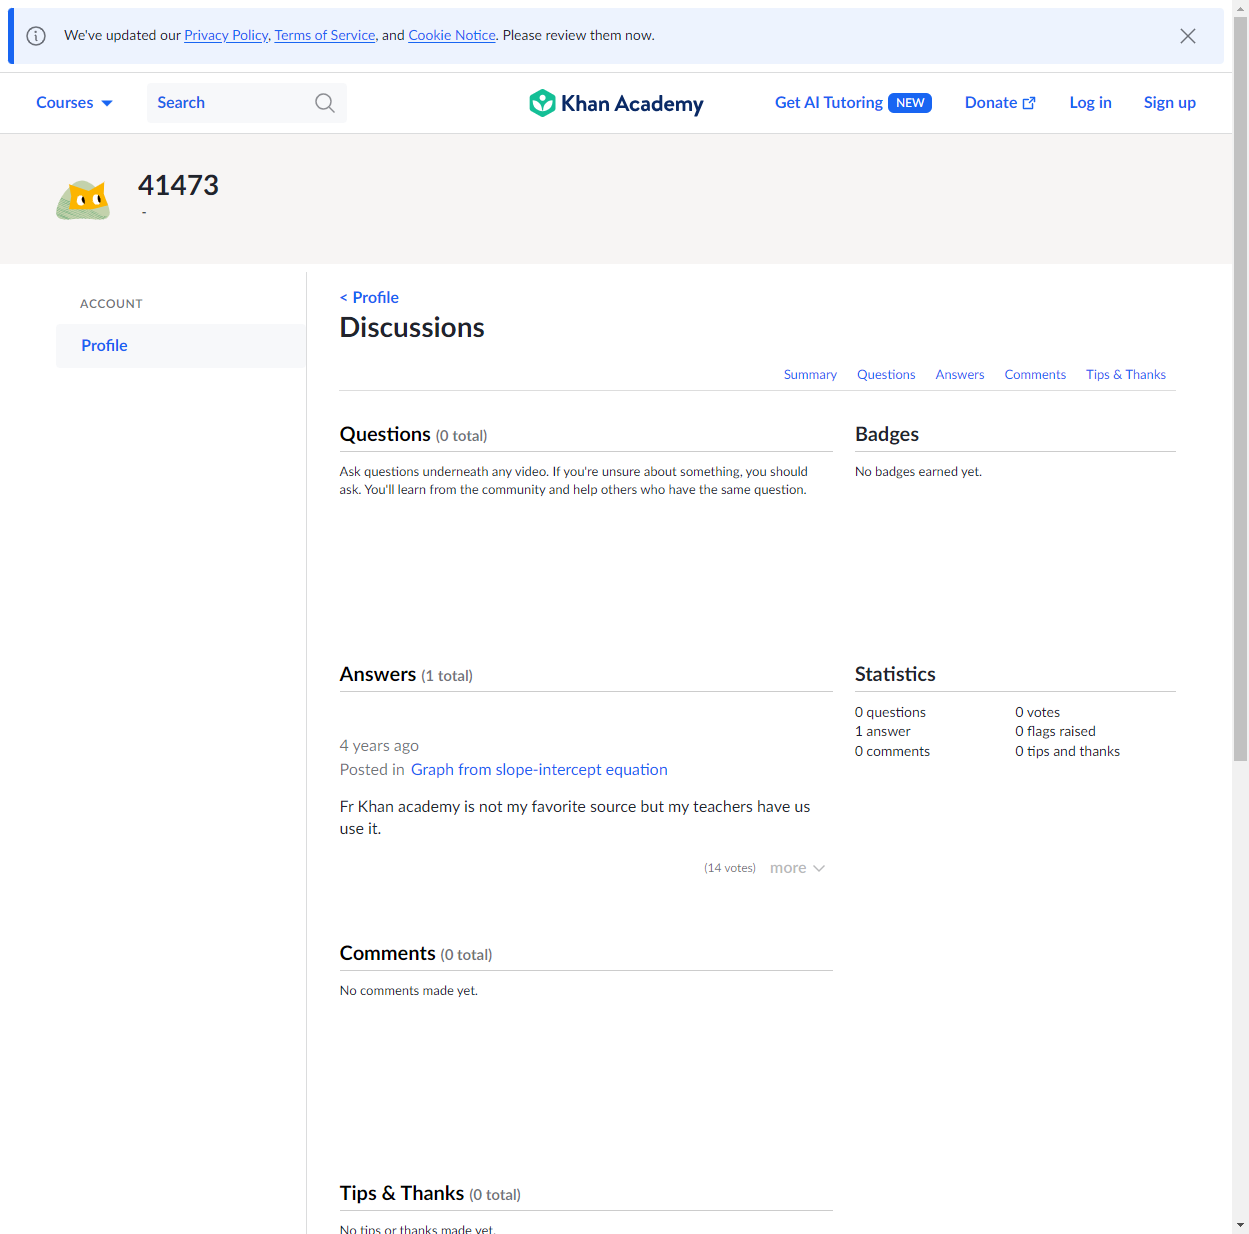 We've updated our Privacy Policy, Terms of Service, and Cookie Notice. Please review them now.
Courses
Search
Khan Academy
Get AI Tutoring NEW
Donate
Log in
Sign up
41473
-
ACCOUNT
Profile
< Profile
Discussions
Summary Questions Answers Comments Tips & Thanks
Questions (0 total)
Ask questions underneath any video. If you're unsure about something, you should
ask. You'll learn from the community and help others who have the same question.
Badges
No badges earned yet.
Answers (1 total)
4 years ago
Posted in Graph from slope-intercept equation
Fr Khan academy is not my favorite source but my teachers have us
use it.
(14 votes) more
Statistics
0 questions 0 votes
1 answer 0 flags raised
0 comments 0 tips and thanks
Comments (0 total)
No comments made yet.
Tips & Thanks (0 total)
No tips or thanks made yet.